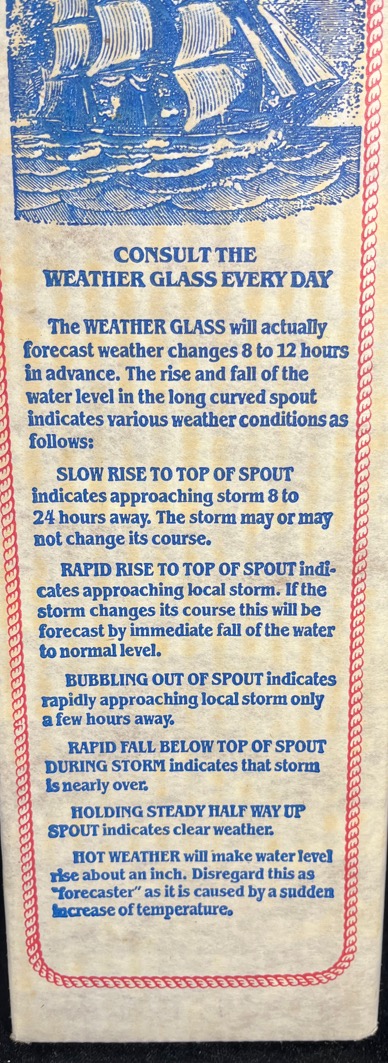 CONSULT THE
WEATHER GLASS EVERY DAY
The WEATHER GLASS will actually
forecast weather changes 8 to 12 hours
in advance. The rise and fall of the
water level in the long curved spout
indicates various weather conditions as
follows:
SLOW RISE TO TOP OF SPOUT
indicates approaching storm 8 to
24 hours away. The storm may or may
not change its course.
RAPID RISE TO TOP OF SPOUT indi-
cates approaching local storm. If the
storm changes its course this will be
forecast by immediate fall of the water
to normal level.
BUBBLING OUT OF SPOUT indicates
rapidly approaching local storm only
a few hours away.
RAPID FALL BELOW TOP OF SPOUT
DURING STORM indicates that storm
is nearly over.
HOLDING STEADY HALF WAY UP
SPOUT indicates clear weather.
HOT WEATHER will make water level
rise about an inch. Disregard this as
"forecaster" as it is caused by a sudden
increase of temperature.